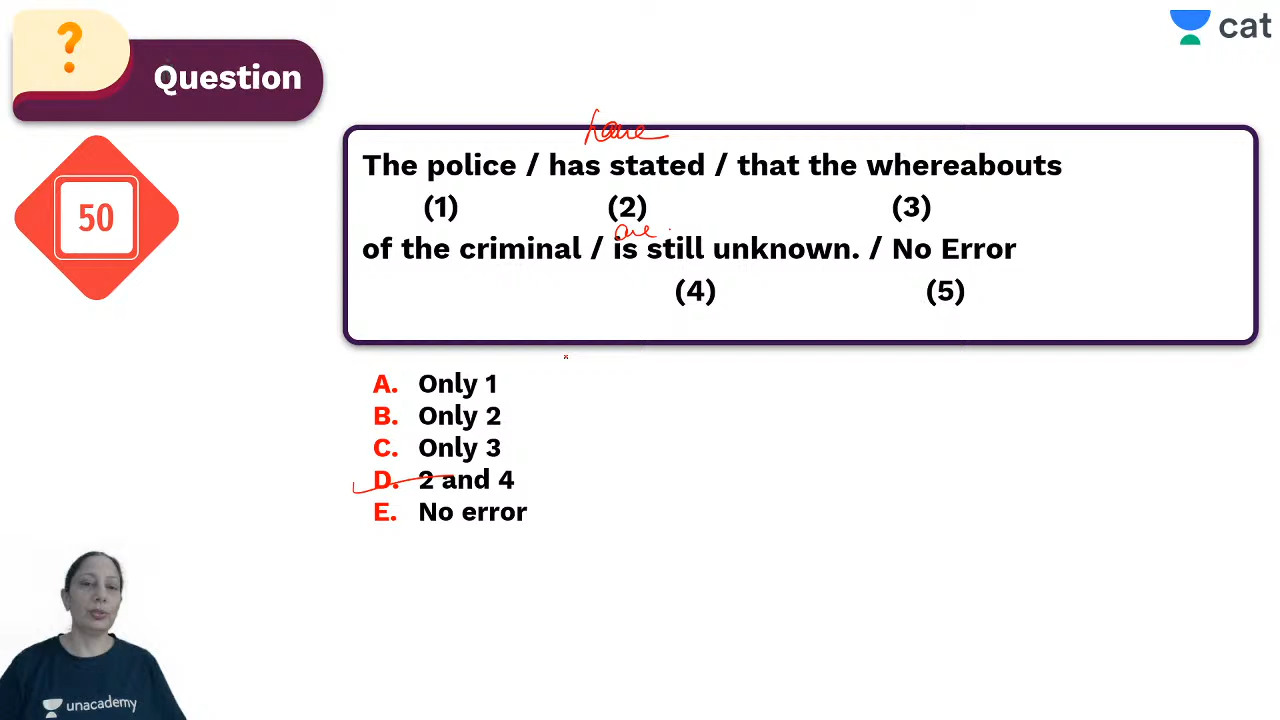 ?
Question
cat
50
have
The police / has stated / that the whereabouts
(1) (2) (3)
are
of the criminal / is still unknown. / No Error
(4) (5)
A. Only 1
B. Only 2
C. Only 3
D. 2 and 4
E. No error
unacademy